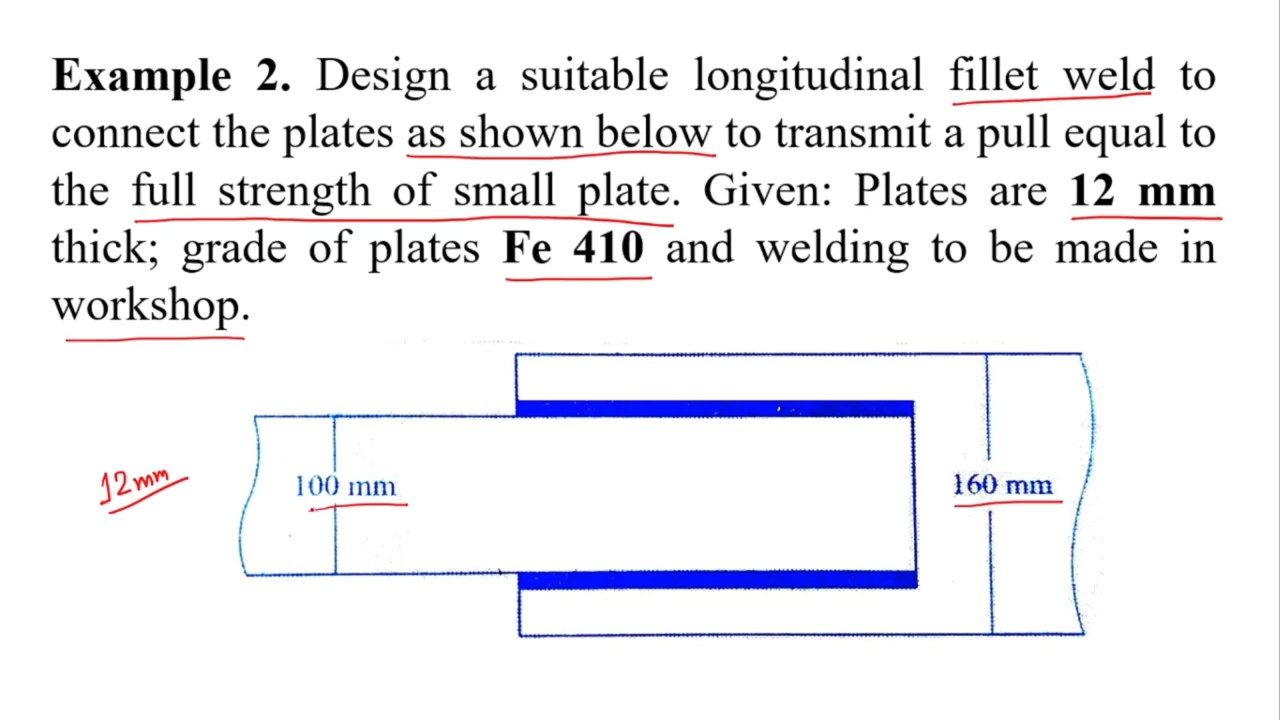 Example 2. Design a suitable longitudinal fillet weld to
connect the plates as shown below to transmit a pull equal to
the full strength of small plate. Given: Plates are 12 mm
thick; grade of plates Fe 410 and welding to be made in
workshop.
12mm
100 mm
160 mm